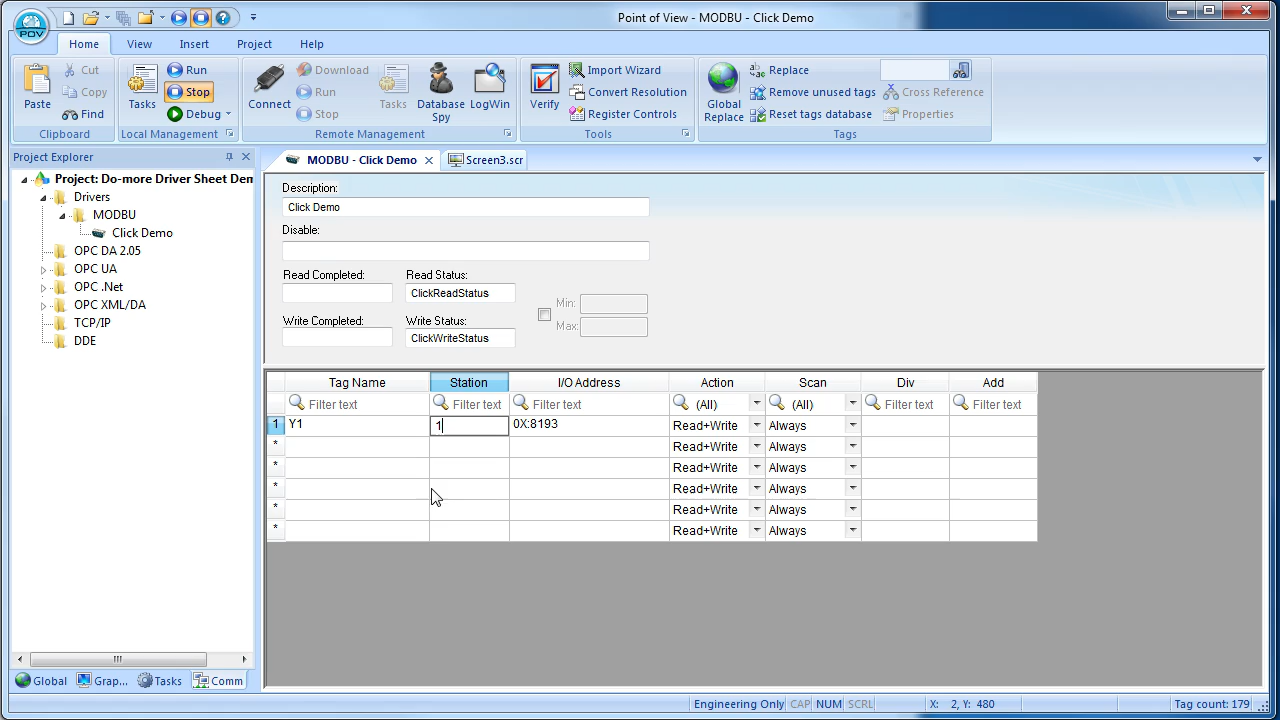 Point of View - MODBU - Click Demo
POV
Home View Insert Project Help
Paste
Cut
Copy
Find
Clipboard
Tasks
Run
Stop
Debug
Local Management
Connect
Download
Run
Stop
Tasks
Database Spy
LogWin
Remote Management
Verify
Import Wizard
Convert Resolution
Register Controls
Tools
Global Replace
Replace
Remove unused tags
Reset tags database
Cross Reference
Properties
Tags
Project Explorer
Project: Do-more Driver Sheet Dem
Drivers
MODBU
Click Demo
OPC DA 2.05
OPC UA
OPC .Net
OPC XML/DA
TCP/IP
DDE
Global Grap... Tasks Comm
MODBU - Click Demo Screen3.scr
Description:
Click Demo
Disable:
Read Completed: Read Status:
ClickReadStatus
Write Completed: Write Status:
ClickWriteStatus
Min:
Max:
Tag Name Station I/O Address Action Scan Div Add
Filter text Filter text Filter text (All) (All) Filter text Filter text
1 Y1 1 0X:8193 Read+Write Always
* Read+Write Always
* Read+Write Always
* Read+Write Always
* Read+Write Always
* Read+Write Always
Engineering Only CAP NUM SCRL X: 2, Y: 480 Tag count: 179